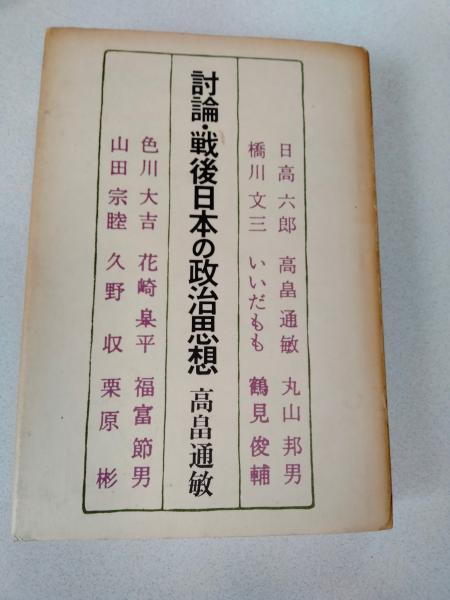 日高六郎 高畠通敏 丸山邦男
橋川文三 いいだもも 鶴見俊輔
討論・戦後日本の政治思想 高畠通敏
色川大吉 花崎皋平 福富節男
山田宗睦 久野収 栗原彬